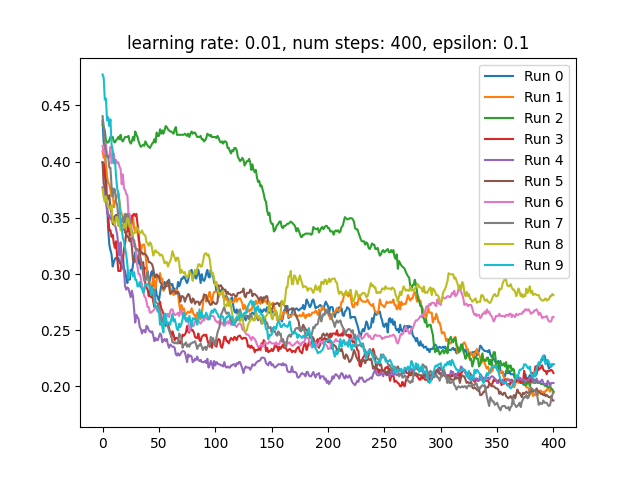 learning rate: 0.01, num steps: 400, epsilon: 0.1
Run 0
Run 1
Run 2
Run 3
Run 4
Run 5
Run 6
Run 7
Run 8
Run 9
0.45
0.40
0.35
0.30
0.25
0.20
0 50 100 150 200 250 300 350 400